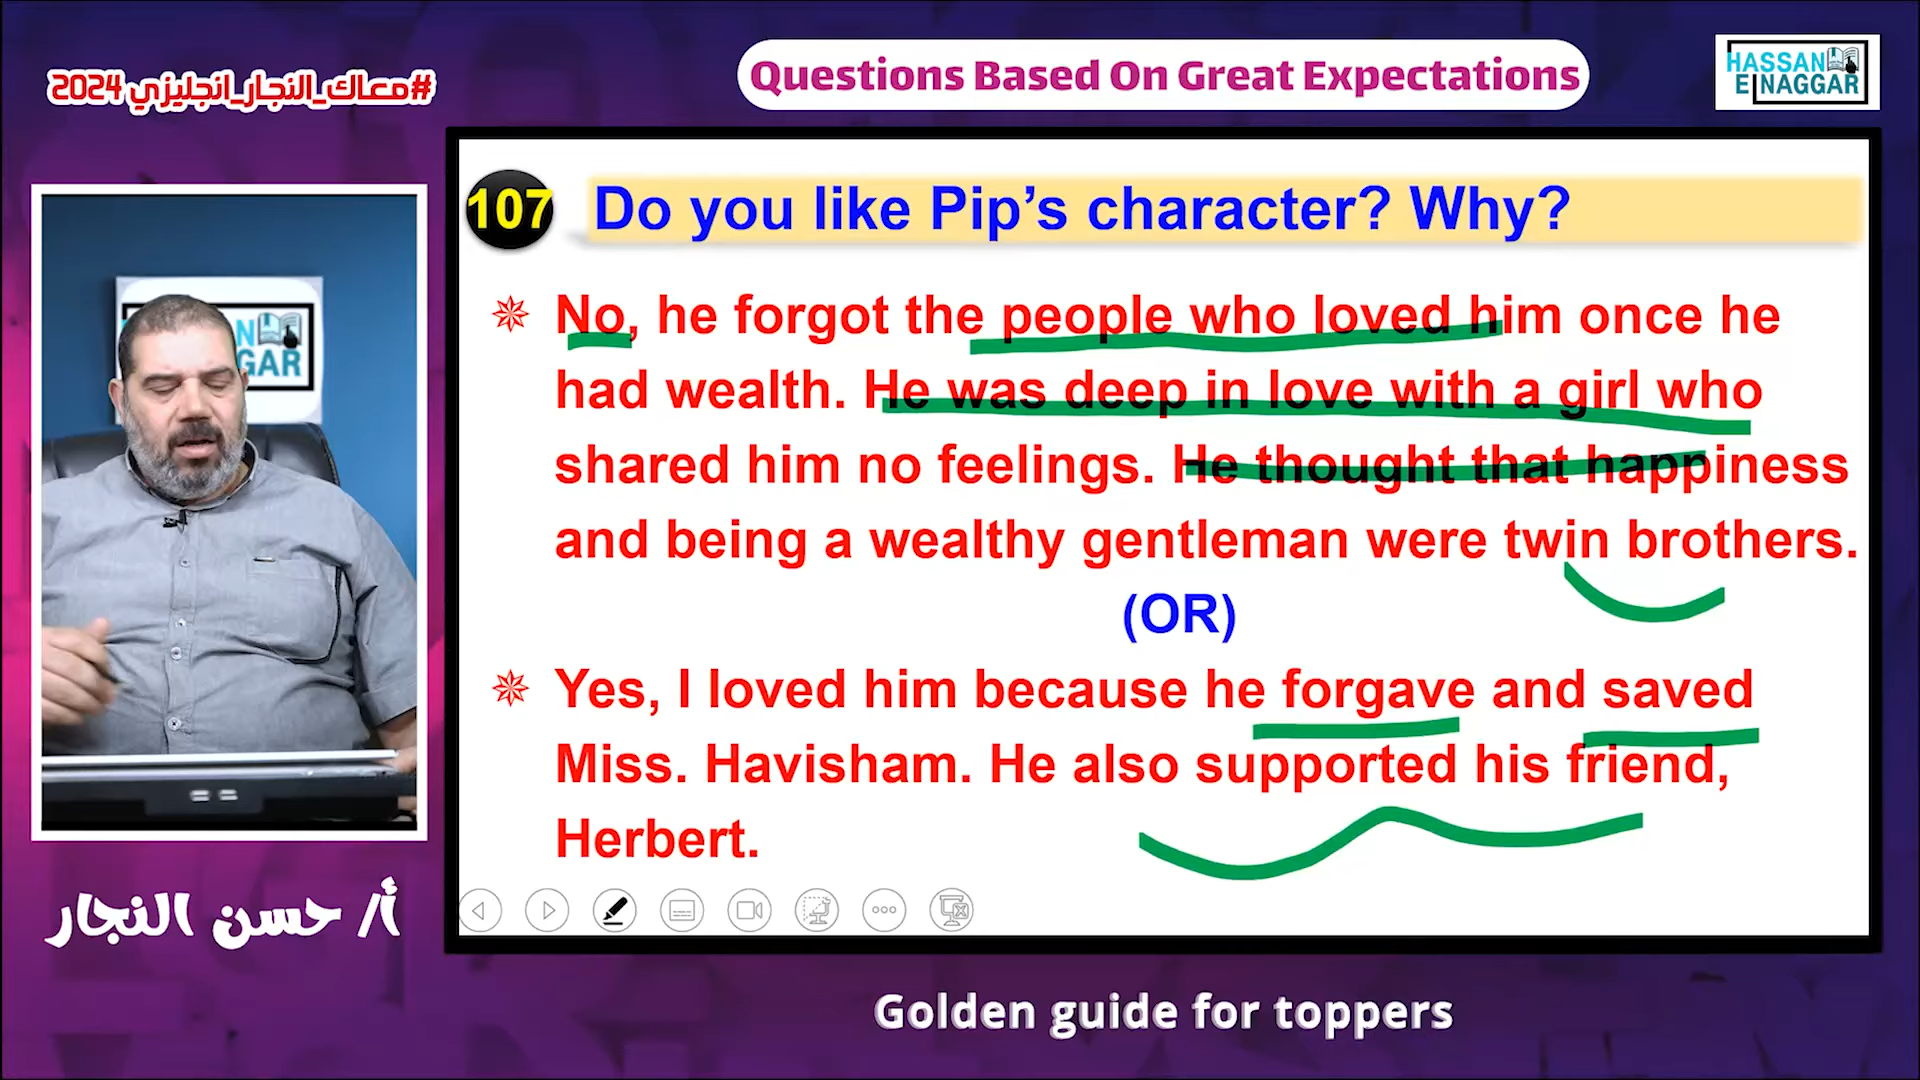 #معاك_النجار_انجليزي 2024
Questions Based On Great Expectations
HASSAN
ELNAGGAR
107 Do you like Pip's character? Why?
No, he forgot the people who loved him once he
had wealth. He was deep in love with a girl who
shared him no feelings. He thought that happiness
and being a wealthy gentleman were twin brothers.
(OR)
Yes, I loved him because he forgave and saved
Miss. Havisham. He also supported his friend,
Herbert.
AN
GAR
أ/ حسن النجار
Golden guide for toppers